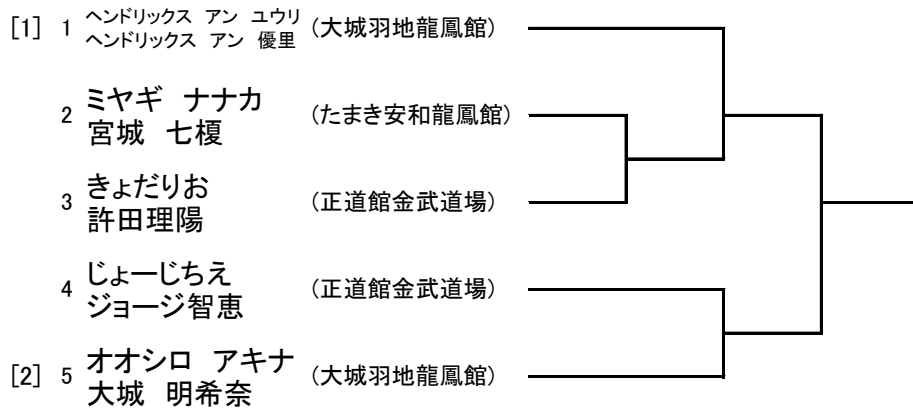 [1] 1 ヘンドリックス アン ユウリ
ヘンドリックス アン 優里 (大城羽地龍鳳館)
2 ミヤギ ナナカ
宮城 七榎 (たまき安和龍鳳館)
3 きょだりお
許田理陽 (正道館金武道場)
4 じょーじちえ
ジョージ智恵 (正道館金武道場)
[2] 5 オオシロ アキナ
大城 明希奈 (大城羽地龍鳳館)